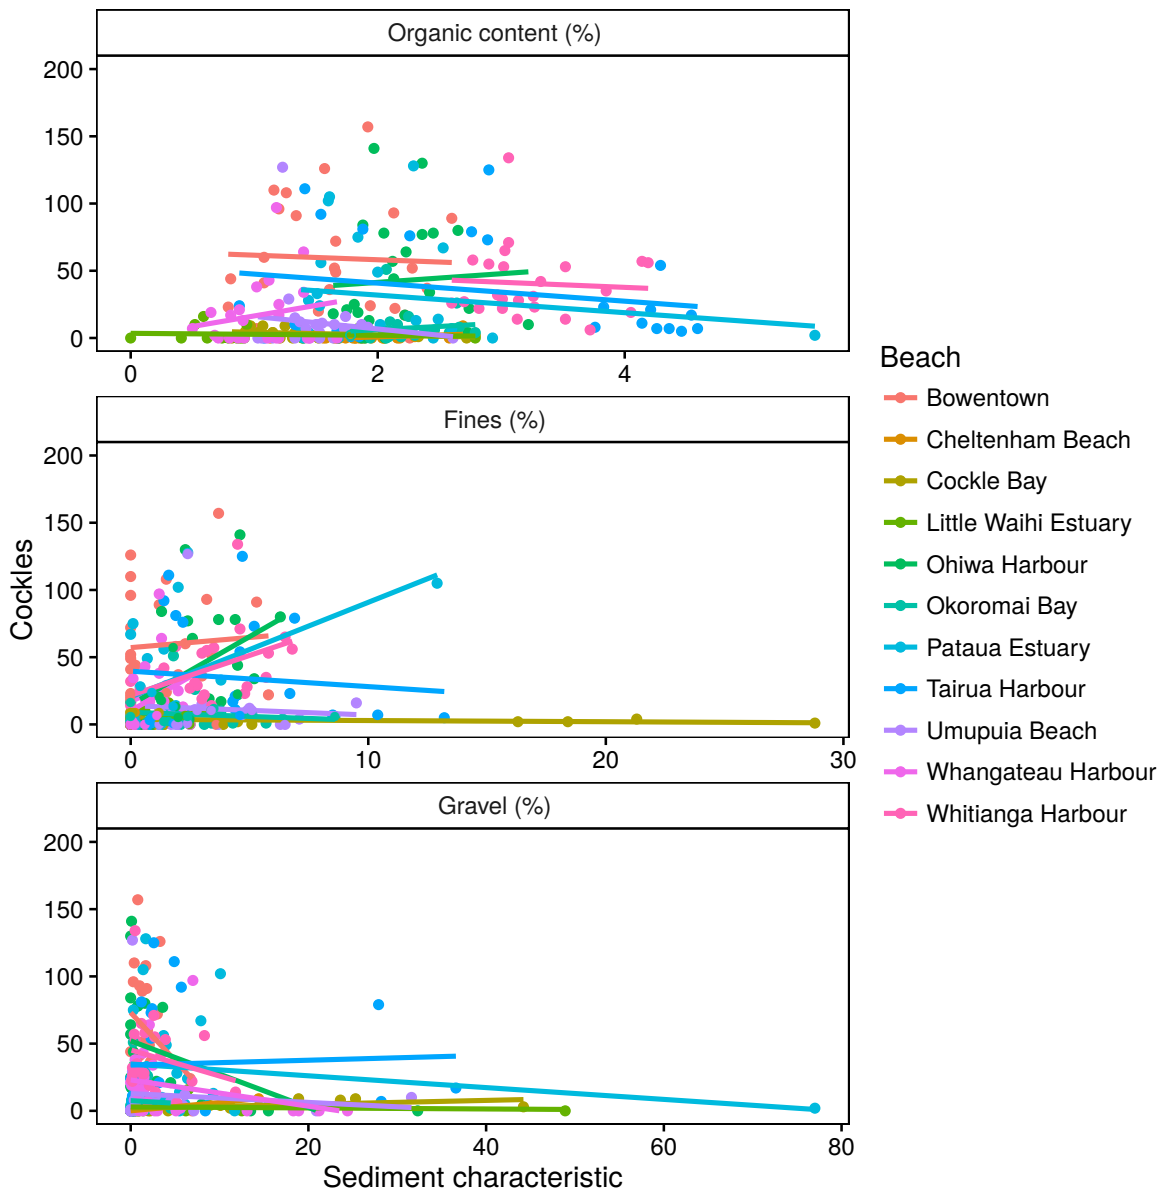 Organic content (%)
200
150
100
50
0
0 2 4
Fines (%)
200
150
100
50
0
0 10 20 30
Gravel (%)
200
150
100
50
0
0 20 40 60 80
Cockles
Sediment characteristic
Beach
Bowentown
Cheltenham Beach
Cockle Bay
Little Waihi Estuary
Ohiwa Harbour
Okoromai Bay
Pataua Estuary
Tairua Harbour
Umupuia Beach
Whangateau Harbour
Whitianga Harbour